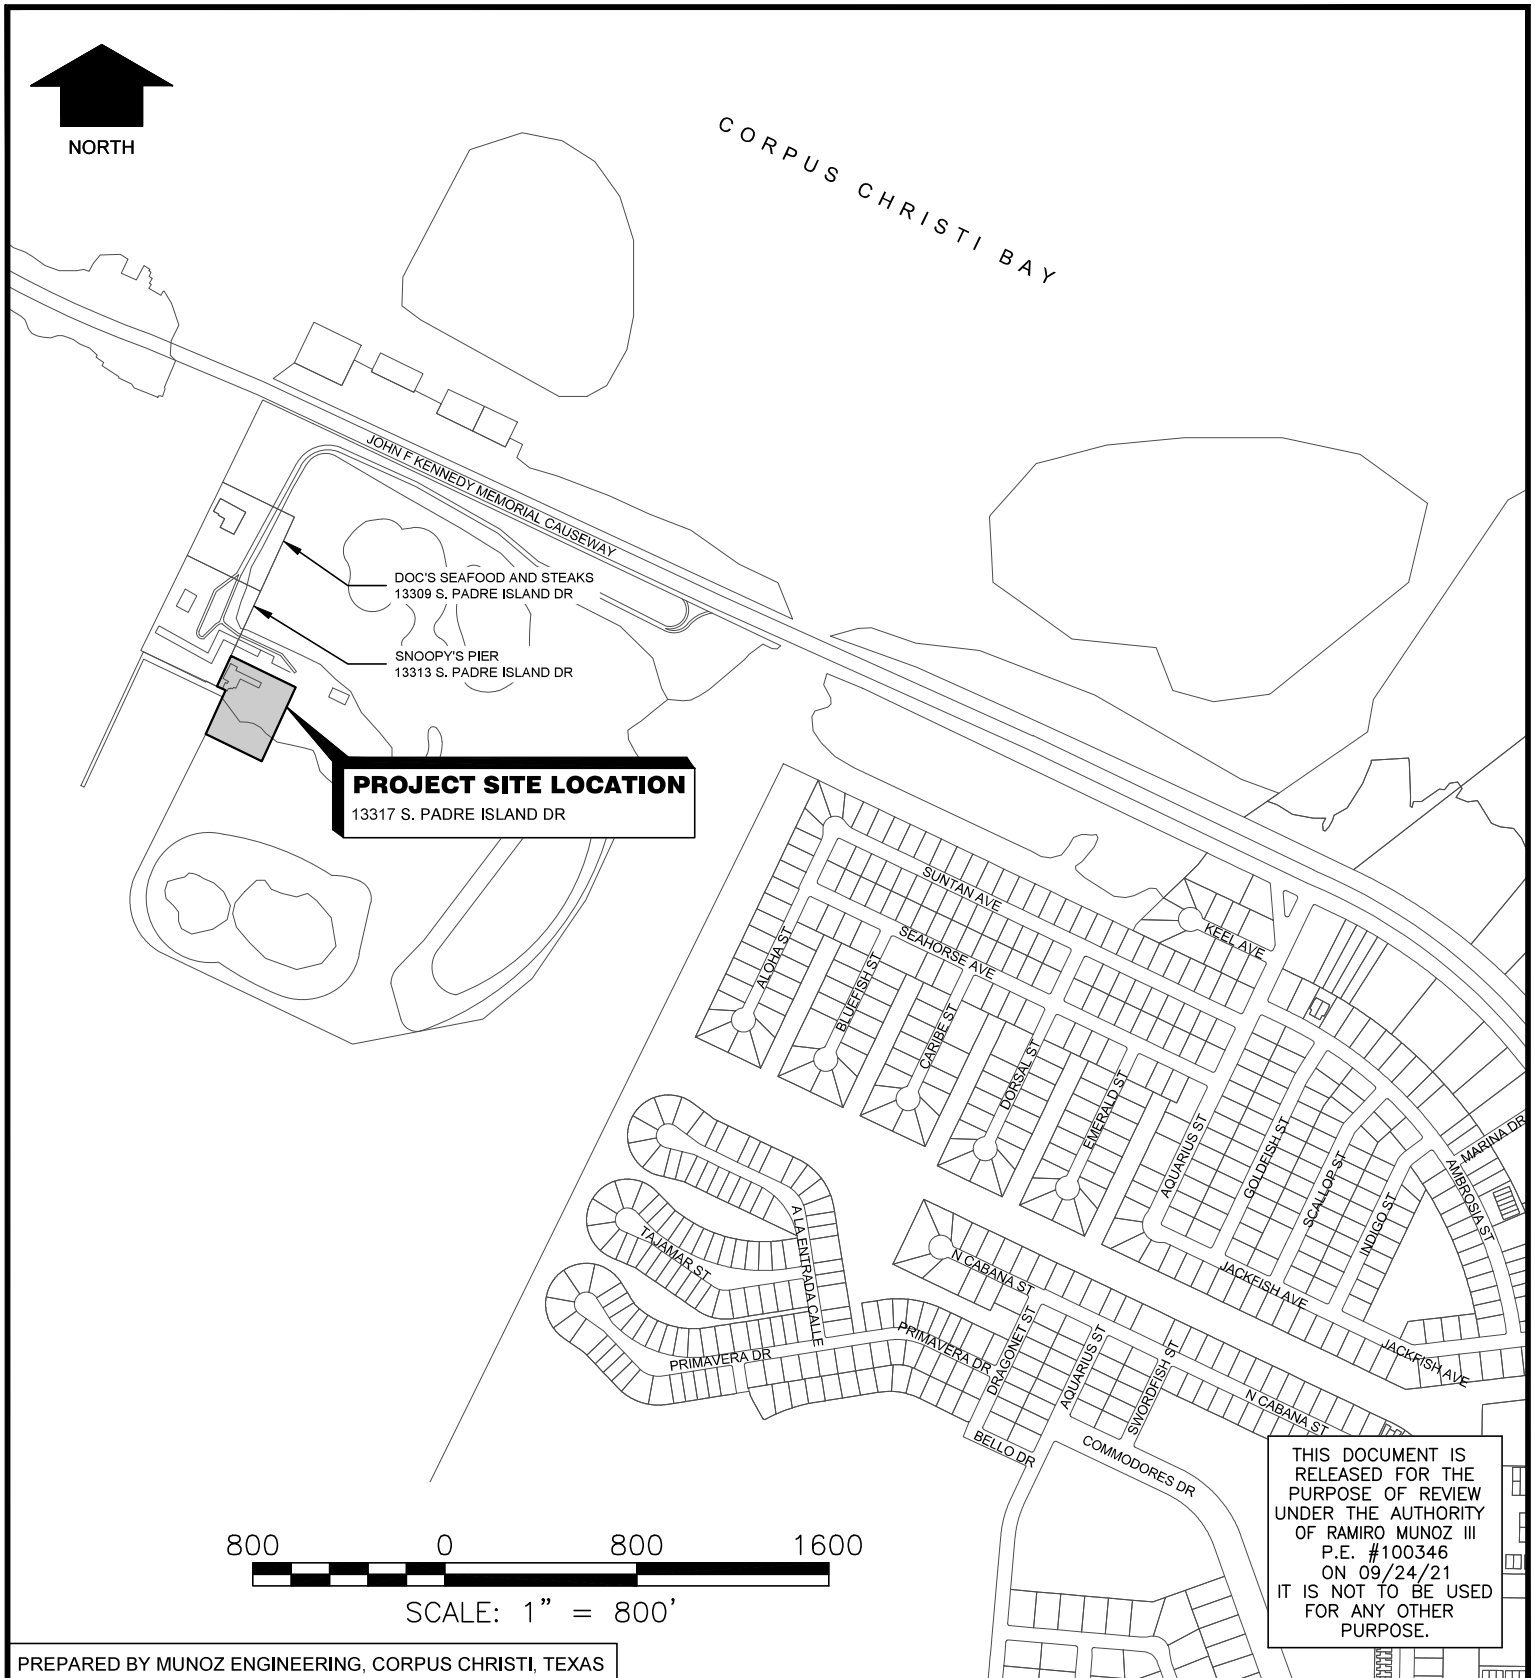 NORTH
CORPUS CHRISTI BAY
JOHN F KENNEDY MEMORIAL CAUSEWAY
DOC'S SEAFOOD AND STEAKS
13309 S. PADRE ISLAND DR
SNOOPY'S PIER
13313 S. PADRE ISLAND DR
PROJECT SITE LOCATION
13317 S. PADRE ISLAND DR
SUNTAN AVE
KEEL AVE
SEAHORSE AVE
ALOHA ST
BLUEFISH ST
CARIBE ST
DORSAL ST
EMERALD ST
AQUARIUS ST
GOLDFISH ST
SCALLOP ST
INDIGO ST
AMBROSIA ST
MARINA DR
JACKFISH AVE
JACKFISH AVE
A LA ENTRADA CALLE
TAJAMAR ST
PRIMAVERA DR
PRIMAVERA DR
N CABANA ST
DRAGONET ST
AQUARIUS ST
SWORDFISH ST
N CABANA ST
BELLO DR
COMMODORES DR
800 0 800 1600
SCALE: 1" = 800'
THIS DOCUMENT IS
RELEASED FOR THE
PURPOSE OF REVIEW
UNDER THE AUTHORITY
OF RAMIRO MUNOZ III
P.E. #100346
ON 09/24/21
IT IS NOT TO BE USED
FOR ANY OTHER
PURPOSE.
PREPARED BY MUNOZ ENGINEERING, CORPUS CHRISTI, TEXAS